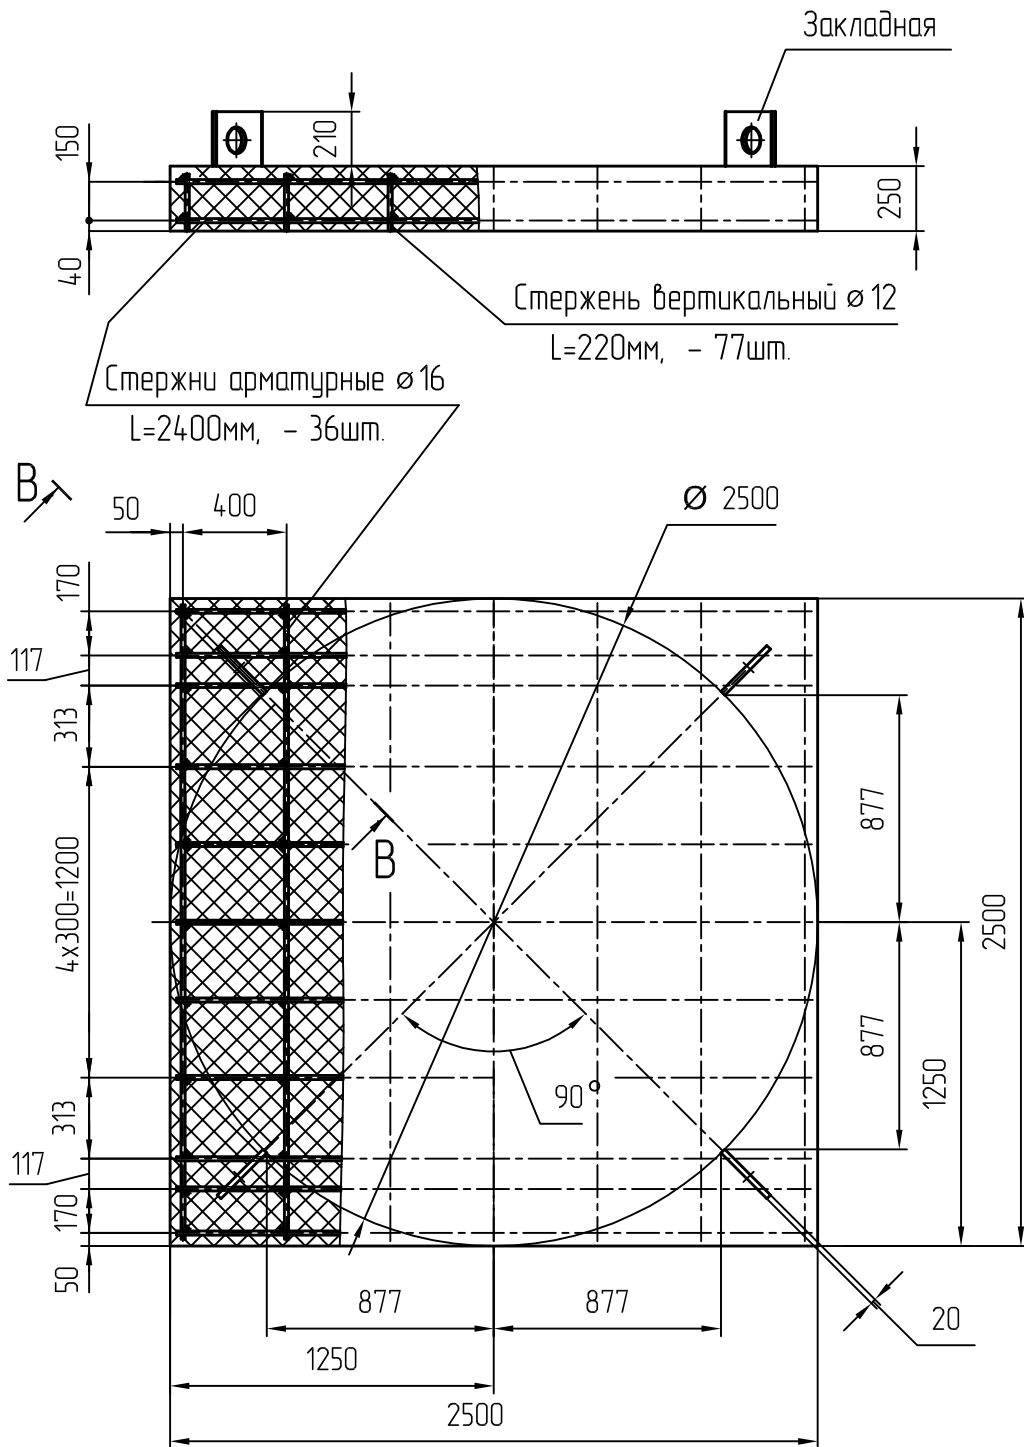 Закладная
150
210
250
40
Стержень вертикальный ⌀ 12
L=220мм, - 77шт.
Стержни арматурные ⌀ 16
L=2400мм, - 36шт.
В
50
400
Ø 2500
170
117
313
4х300=1200
877
В
2500
877
1250
90°
313
117
170
50
877
877
20
1250
2500